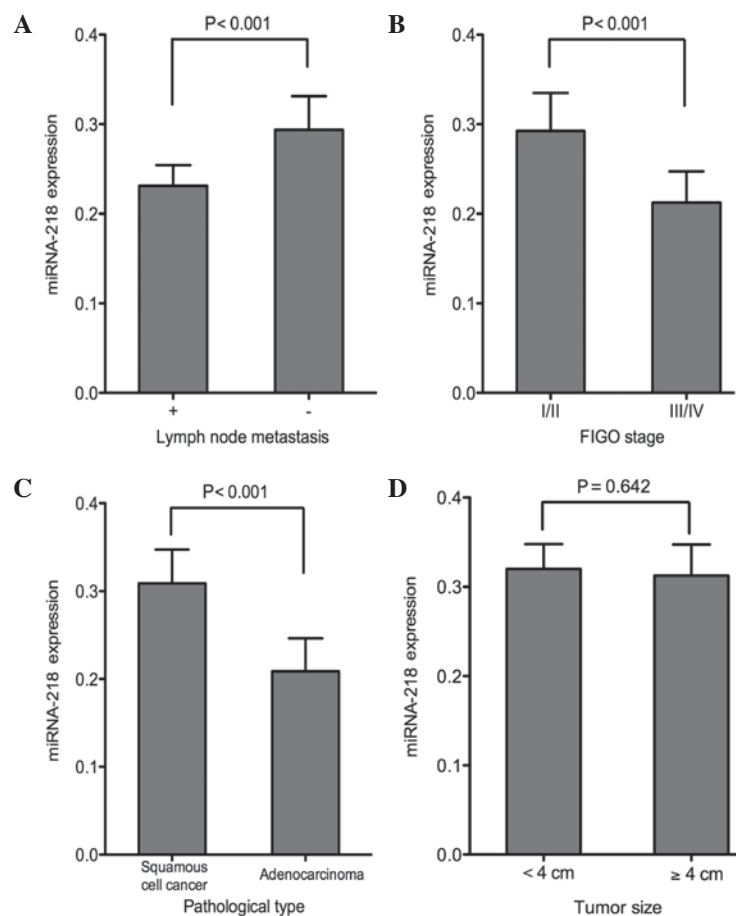 A
P< 0.001
0.4
0.3
0.2
0.1
0.0
miRNA-218 expression
+
-
Lymph node metastasis
B
P< 0.001
0.4
0.3
0.2
0.1
0.0
miRNA-218 expression
I/II
III/IV
FIGO stage
C
P< 0.001
0.4
0.3
0.2
0.1
0.0
miRNA-218 expression
Squamous
cell cancer
Adenocarcinoma
Pathological type
D
P = 0.642
0.4
0.3
0.2
0.1
0.0
miRNA-218 expression
< 4 cm
≥ 4 cm
Tumor size